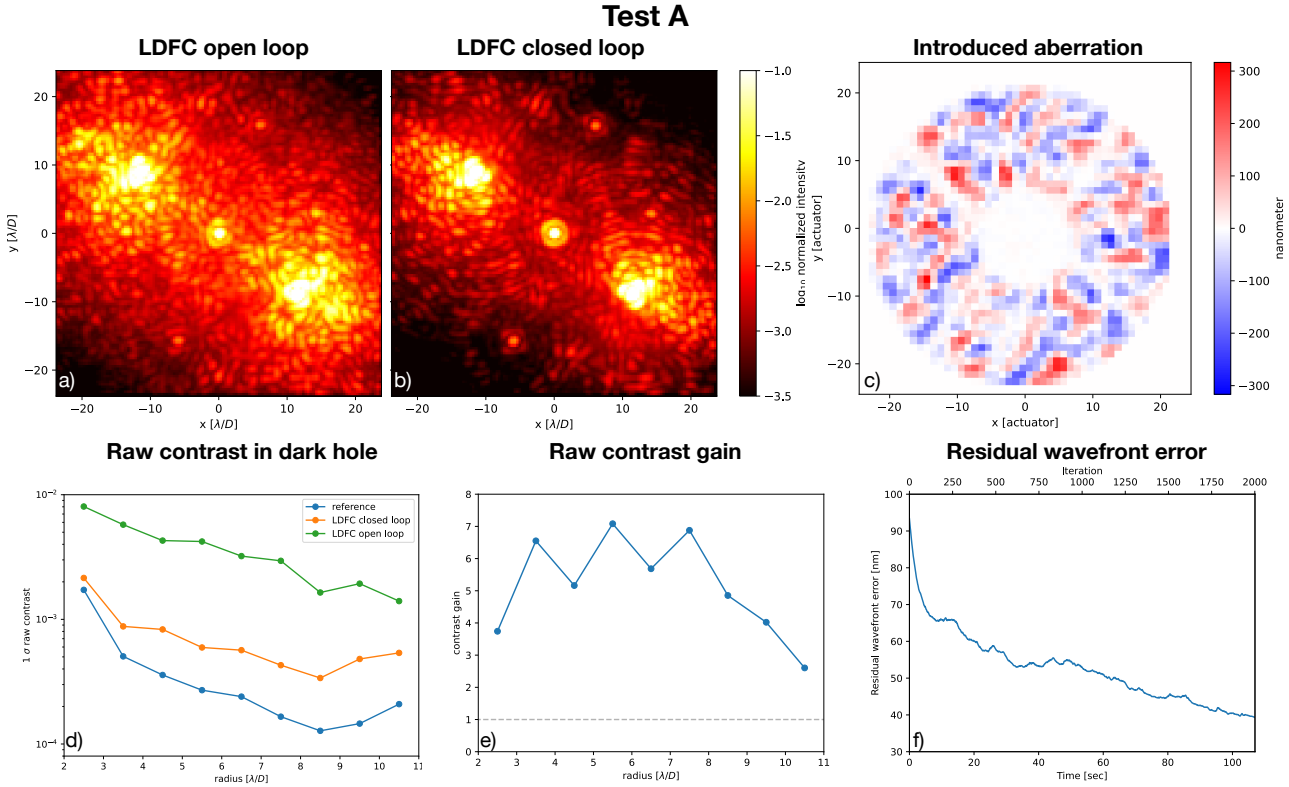 Test A
LDFC open loop
LDFC closed loop
Introduced aberration
y [λ/D]
20
10
0
−10
−20
a)
−20 −10 0 10 20
x [λ/D]
b)
−20 −10 0 10 20
x [λ/D]
−1.0
−1.5
−2.0
−2.5
−3.0
−3.5
log₁₀ normalized intensity
y [actuator]
20
10
0
−10
−20
c)
−20 −10 0 10 20
x [actuator]
300
200
100
0
−100
−200
−300
nanometer
Raw contrast in dark hole
Raw contrast gain
Residual wavefront error
1 σ raw contrast
10⁻²
10⁻³
10⁻⁴
reference
LDFC closed loop
LDFC open loop
d)
2 3 4 5 6 7 8 9 10 11
radius [λ/D]
contrast gain
8
7
6
5
4
3
2
1
0
e)
2 3 4 5 6 7 8 9 10 11
radius [λ/D]
Iteration
0 250 500 750 1000 1250 1500 1750 2000
Residual wavefront error [nm]
100
90
80
70
60
50
40
30
f)
0 20 40 60 80 100
Time [sec]